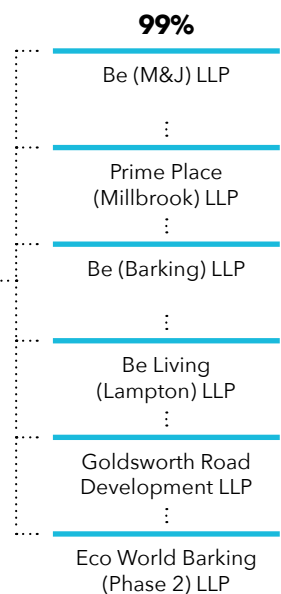 99%
Be (M&J) LLP
Prime Place
(Millbrook) LLP
Be (Barking) LLP
Be Living
(Lampton) LLP
Goldsworth Road
Development LLP
Eco World Barking
(Phase 2) LLP